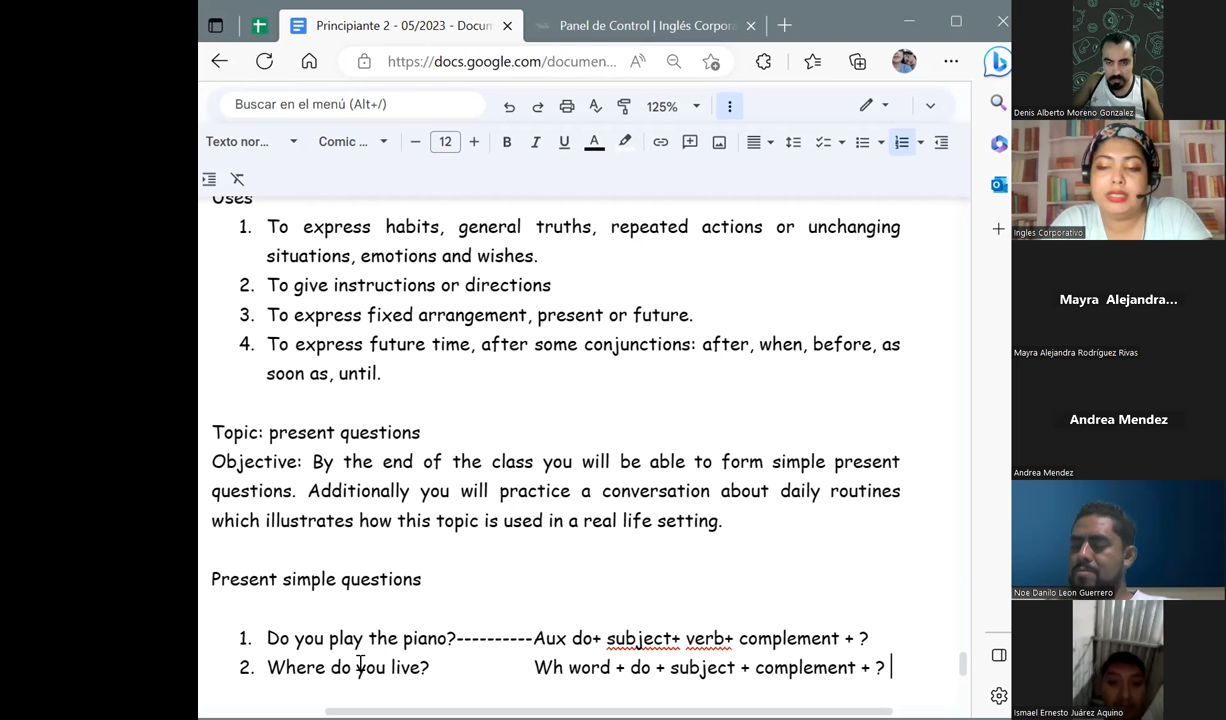 Principiante 2 - 05/2023 - Docun
Panel de Control | Inglés Corpora
https://docs.google.com/documen...
Buscar en el menú (Alt+/)
125%
Texto nor...
Comic ...
12
B I U A
Uses
1. To express habits, general truths, repeated actions or unchanging
situations, emotions and wishes.
2. To give instructions or directions
3. To express fixed arrangement, present or future.
4. To express future time, after some conjunctions: after, when, before, as
soon as, until.
Topic: present questions
Objective: By the end of the class you will be able to form simple present
questions. Additionally you will practice a conversation about daily routines
which illustrates how this topic is used in a real life setting.
Present simple questions
1. Do you play the piano?----------Aux do+ subject+ verb+ complement + ?
2. Where do you live? Wh word + do + subject + complement + ?
Denis Alberto Moreno Gonzalez
Ingles Corporativo
Mayra Alejandra...
Mayra Alejandra Rodríguez Rivas
Andrea Mendez
Andrea Mendez
Noe Danilo Leon Guerrero
Ismael Ernesto Juárez Aquino